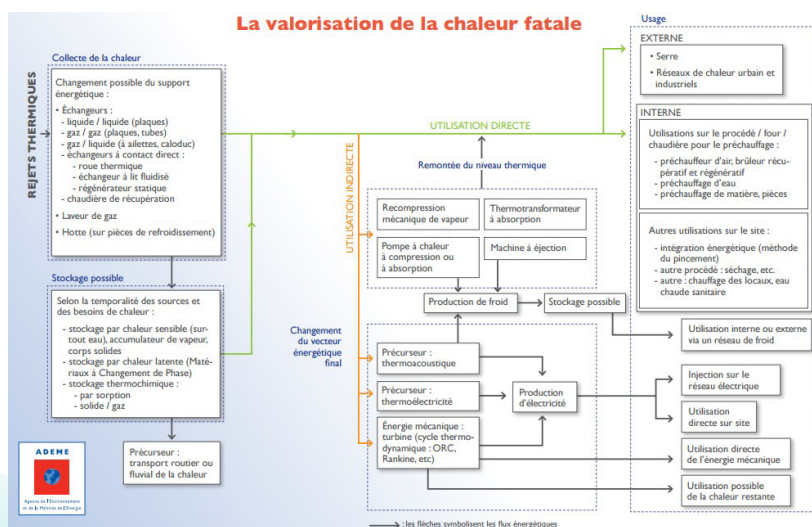 La valorisation de la chaleur fatale
REJETS THERMIQUES
Collecte de la chaleur
Changement possible du support
énergétique :
• Échangeurs :
- liquide / liquide (plaques)
- gaz / gaz (plaques, tubes)
- gaz / liquide (à ailettes, caloduc)
- échangeurs à contact direct :
- roue thermique
- échangeur à lit fluidisé
- régénérateur statique
- chaudière de récupération
• Laveur de gaz
• Hotte (sur pièces de refroidissement)
Stockage possible
Selon la temporalité des sources et
des besoins de chaleur :
- stockage par chaleur sensible (sur-
tout eau), accumulateur de vapeur,
corps solides
- stockage par chaleur latente (Maté-
riaux à Changement de Phase)
- stockage thermochimique :
- par sorption
- solide / gaz
Précurseur :
transport routier ou
fluvial de la chaleur
ADEME
Agence de l'Environnement
et de la Maîtrise de l'Energie
UTILISATION DIRECTE
UTILISATION INDIRECTE
Remontée du niveau thermique
Recompression
mécanique de vapeur
Thermotransformateur
à absorption
Pompe à chaleur
à compression ou
à absorption
Machine à éjection
Production de froid
Stockage possible
Changement
du vecteur
énergétique
final
Précurseur :
thermoacoustique
Précurseur :
thermoélectricité
Énergie mécanique :
turbine (cycle thermo-
dynamique : ORC,
Rankine, etc)
Production
d'électricité
Usage
EXTERNE
• Serre
• Réseaux de chaleur urbain et
industriels
INTERNE
Utilisations sur le procédé / four /
chaudière pour le préchauffage :
- préchauffeur d'air, brûleur récu-
pératif et régénératif
- préchauffage d'eau
- préchauffage de matière, pièces
Autres utilisations sur le site :
- intégration énergétique (méthode
du pincement)
- autre procédé : séchage, etc.
- autre : chauffage des locaux, eau
chaude sanitaire
Utilisation interne ou externe
via un réseau de froid
Injection sur le
réseau électrique
Utilisation
directe sur site
Utilisation directe
de l'énergie mécanique
Utilisation possible
de la chaleur restante
: les flèches symbolisent les flux énergétiques